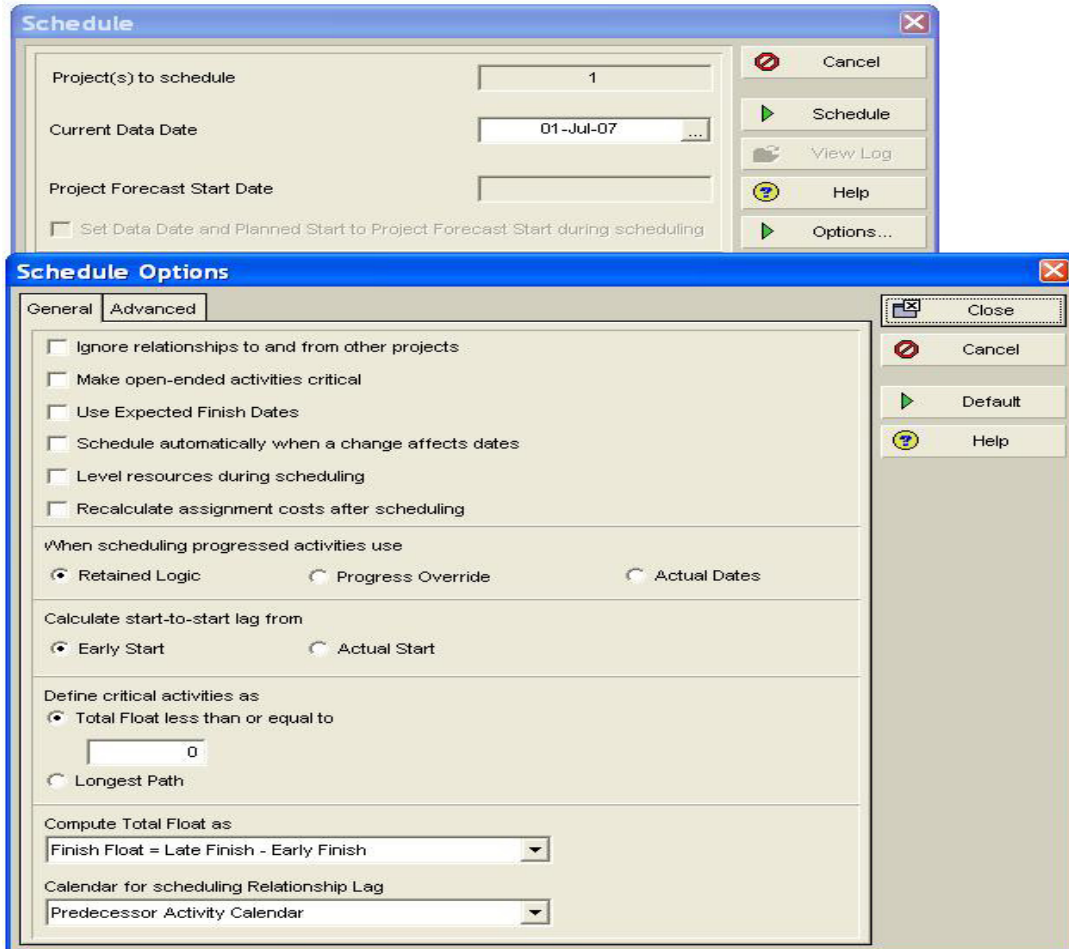 Schedule
Project(s) to schedule 1
Cancel
Current Data Date 01-Jul-07 ...
Schedule
View Log
Project Forecast Start Date
Help
Set Data Date and Planned Start to Project Forecast Start during scheduling
Options...
Schedule Options
General Advanced
Close
Ignore relationships to and from other projects
Cancel
Make open-ended activities critical
Default
Use Expected Finish Dates
Schedule automatically when a change affects dates
Help
Level resources during scheduling
Recalculate assignment costs after scheduling
When scheduling progressed activities use
Retained Logic Progress Override Actual Dates
Calculate start-to-start lag from
Early Start Actual Start
Define critical activities as
Total Float less than or equal to
0
Longest Path
Compute Total Float as
Finish Float = Late Finish - Early Finish
Calendar for scheduling Relationship Lag
Predecessor Activity Calendar